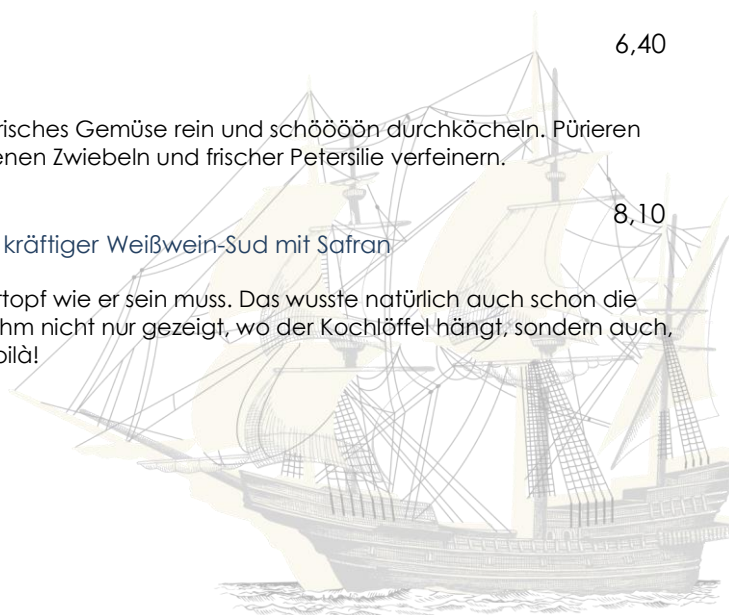 6,40
risches Gemüse rein und schöööön durchköcheln. Pürieren
enen Zwiebeln und frischer Petersilie verfeinern.
8,10
kräftiger Weißwein-Sud mit Safran
topf wie er sein muss. Das wusste natürlich auch schon die
hm nicht nur gezeigt, wo der Kochlöffel hängt, sondern auch,
oilà!